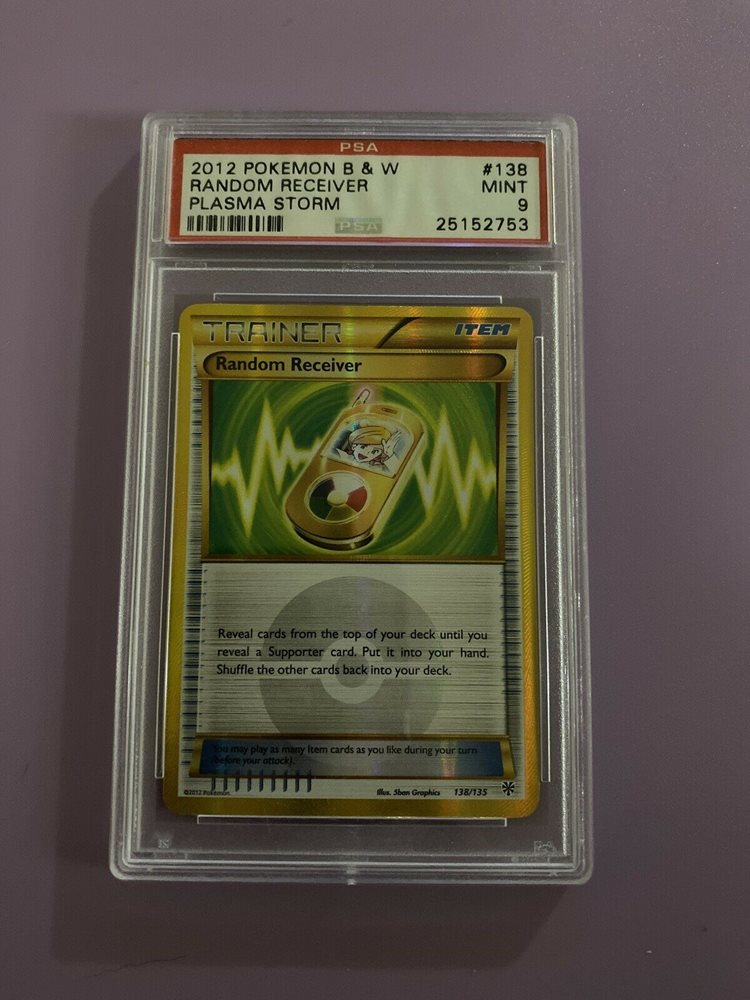 PSA
2012 POKEMON B & W #138
RANDOM RECEIVER MINT
PLASMA STORM 9
PSA 25152753
TRAINER ITEM
Random Receiver
Reveal cards from the top of your deck until you
reveal a Supporter card. Put it into your hand.
Shuffle the other cards back into your deck.
You may play as many Item cards as you like during your turn
(before your attack).
©2012 Pokémon Illus. 5ban Graphics 138/135